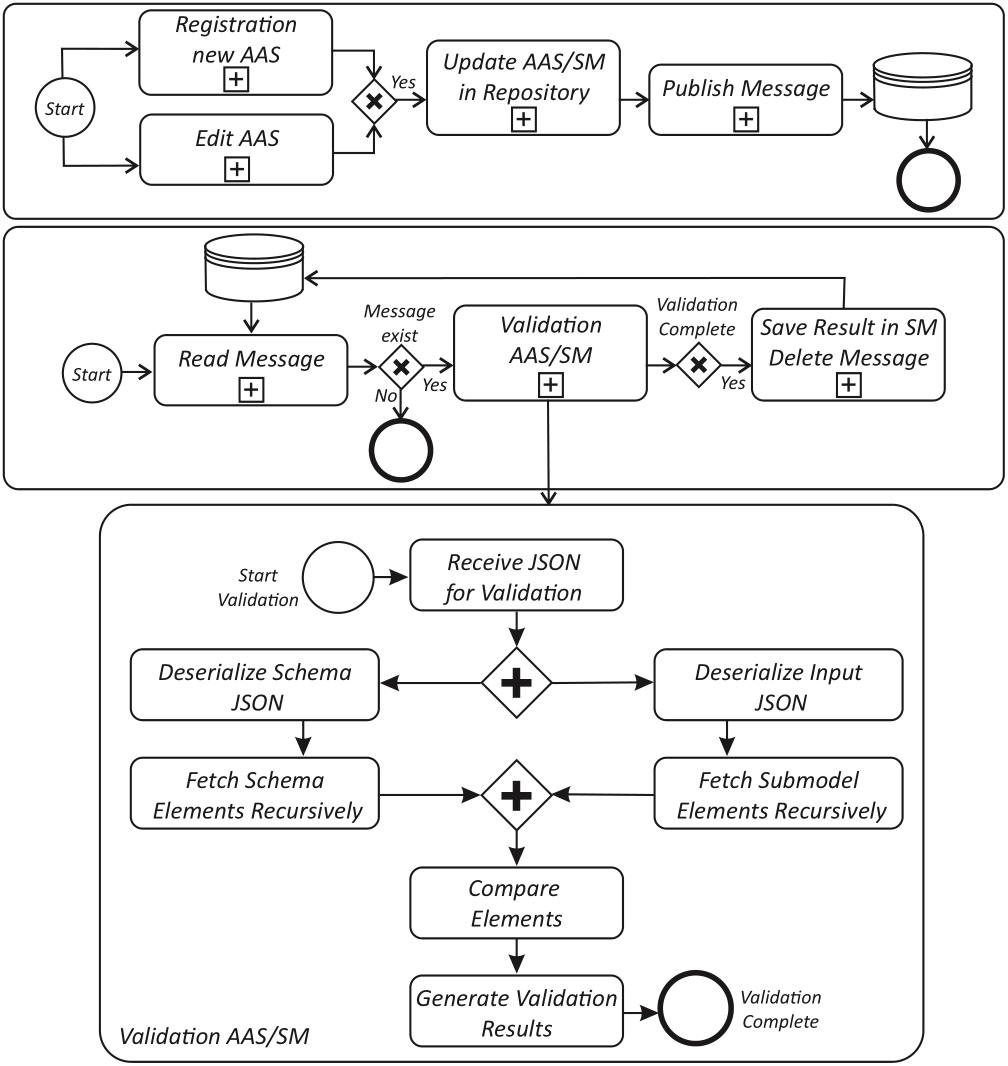 Registration
new AAS
Start
Edit AAS
Yes
Update AAS/SM
in Repository
Publish Message
Start
Read Message
Message
exist
No
Yes
Validation
AAS/SM
Validation
Complete
Yes
Save Result in SM
Delete Message
Start
Validation
Receive JSON
for Validation
Deserialize Schema
JSON
Deserialize Input
JSON
Fetch Schema
Elements Recursively
Fetch Submodel
Elements Recursively
Compare
Elements
Generate Validation
Results
Validation
Complete
Validation AAS/SM